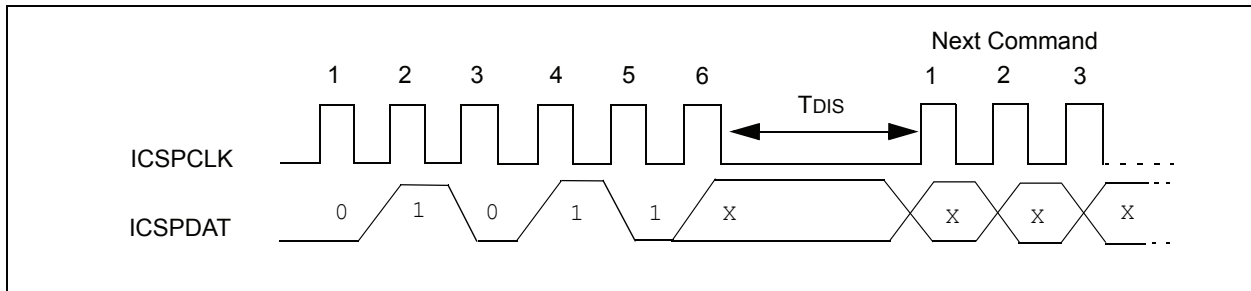 Next Command
1 2 3 4 5 6 1 2 3
TDIS
ICSPCLK
ICSPDAT
0 1 0 1 1 X X X X